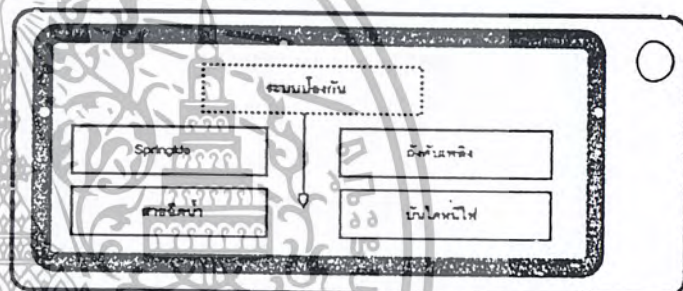 ระบบป้องกัน
Springkle
ถังดับเพลิง
สายฉีดน้ำ
บันไดหนีไฟ